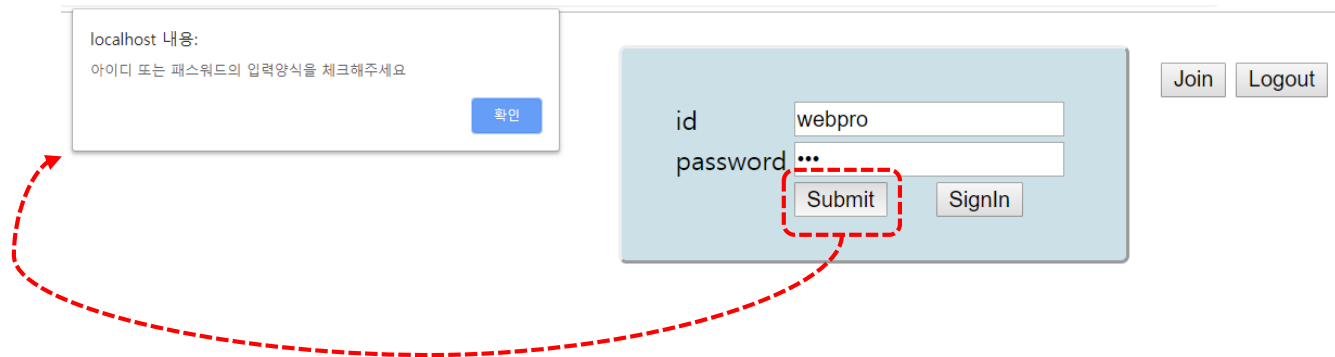 localhost 내용:
아이디 또는 패스워드의 입력양식을 체크해주세요
확인
Join Logout
id webpro
password •••
Submit SignIn